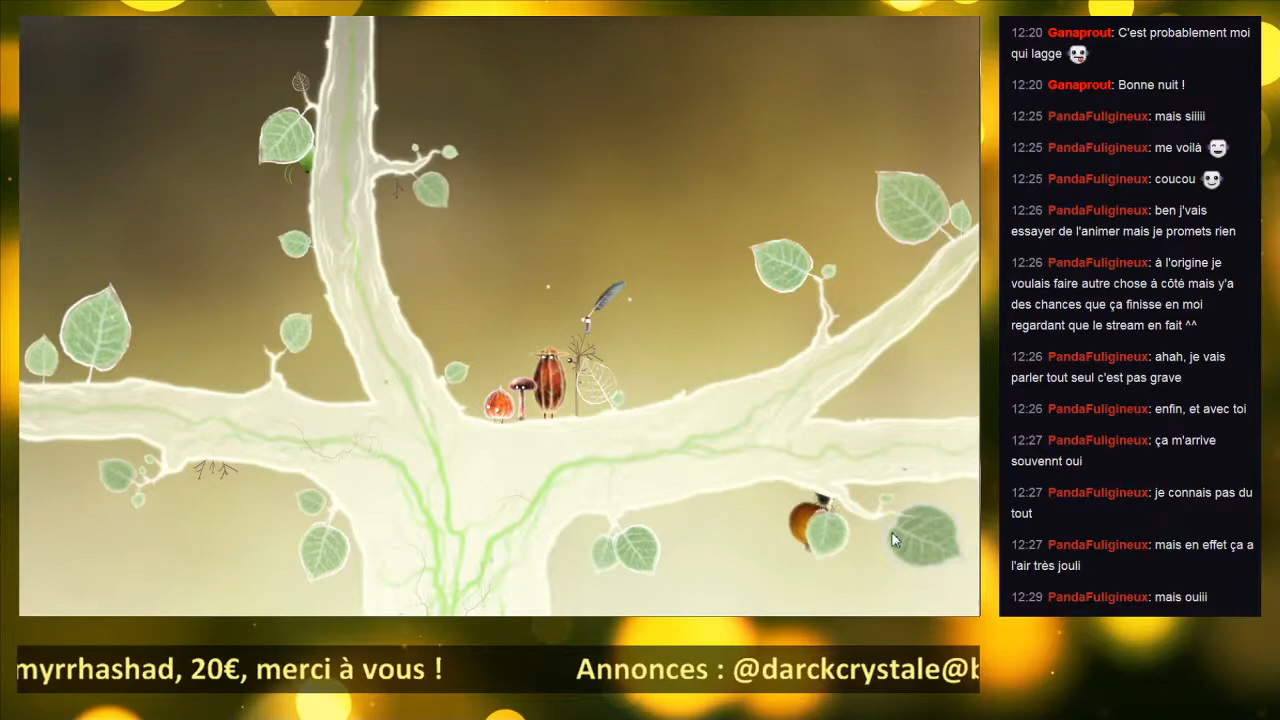 12:20 Ganaprout: C'est probablement moi
qui lagge
12:20 Ganaprout: Bonne nuit !
12:25 PandaFuligineux: mais siiiii
12:25 PandaFuligineux: me voilà
12:25 PandaFuligineux: coucou
12:26 PandaFuligineux: ben j'vais
essayer de l'animer mais je promets rien
12:26 PandaFuligineux: à l'origine je
voulais faire autre chose à côté mais y'a
des chances que ça finisse en moi
regardant que le stream en fait ^^
12:26 PandaFuligineux: ahah, je vais
parler tout seul c'est pas grave
12:26 PandaFuligineux: enfin, et avec toi
12:27 PandaFuligineux: ça m'arrive
souvennt oui
12:27 PandaFuligineux: je connais pas du
tout
12:27 PandaFuligineux: mais en effet ça a
l'air très jouli
12:29 PandaFuligineux: mais ouiii
myrrhashad, 20€, merci à vous ! Annonces : @darckcrystale@